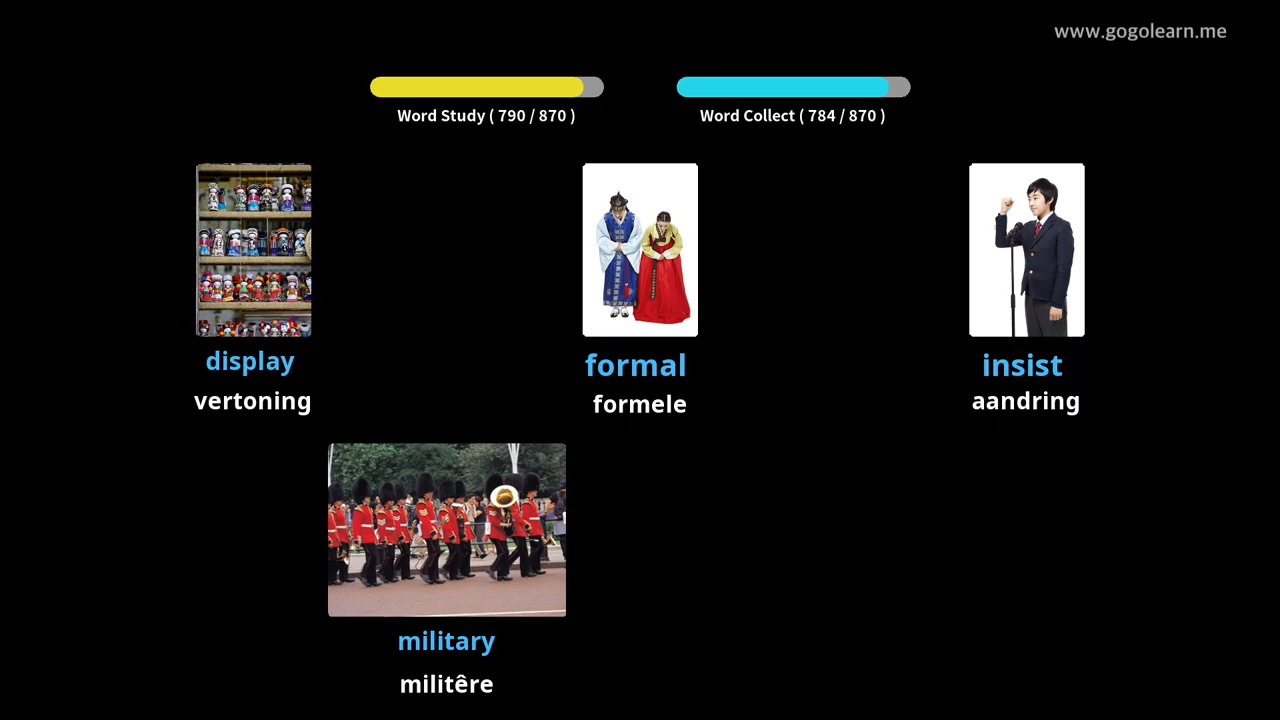 www.gogolearn.me
Word Study ( 790 / 870 )
Word Collect ( 784 / 870 )
display
formal
insist
vertoning
formele
aandring
military
militêre